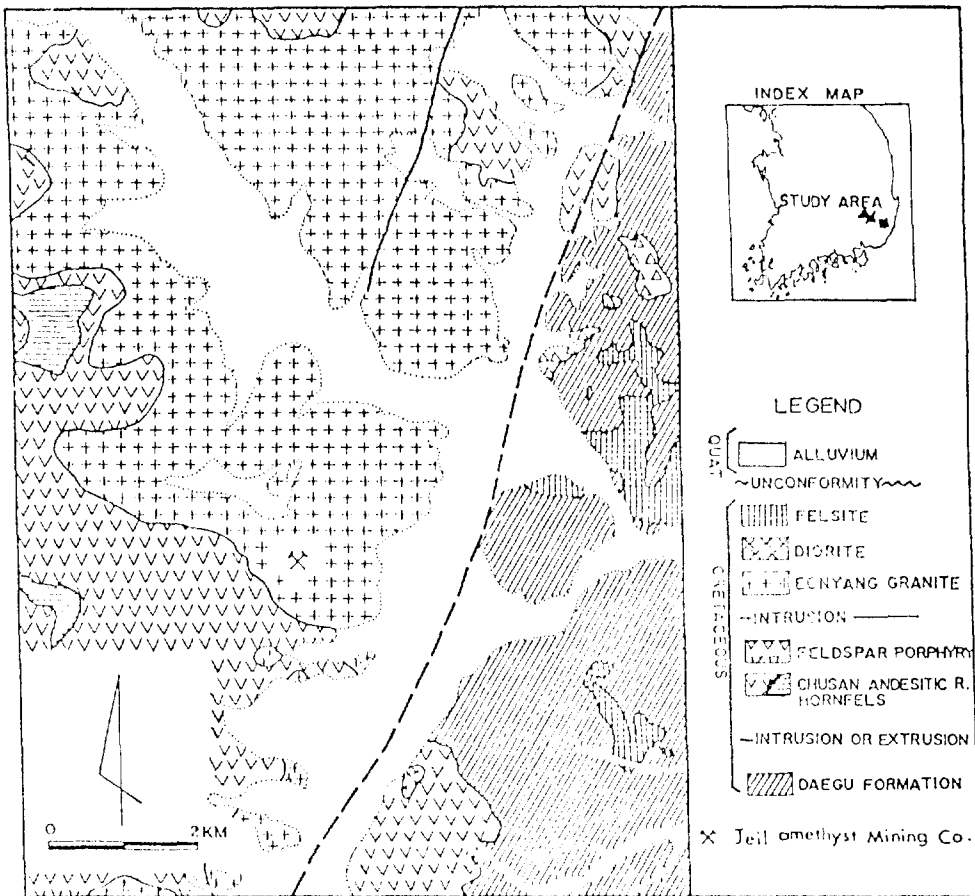 INDEX MAP
STUDY AREA
LEGEND
QUAT
ALLUVIUM
~UNCONFORMITY~
CRETACEOUS
FELSITE
DIORITE
EONYANG GRANITE
—INTRUSION—
FELDSPAR PORPHYRY
CHUSAN ANDESITIC R.
HORNFELS
—INTRUSION OR EXTRUSION
DAEGU FORMATION
Jeil amethyst Mining Co.
0 2KM